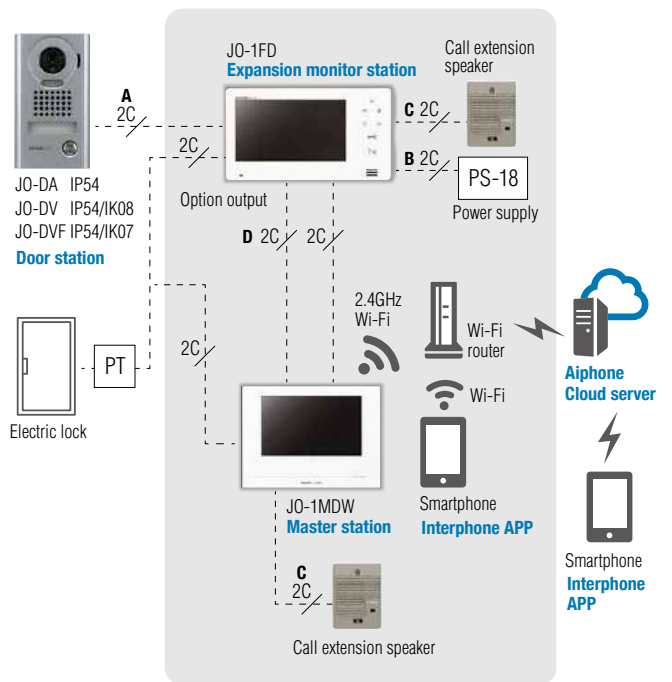 JO-1FD
Expansion monitor station
Call extension
speaker
A
2C
C 2C
2C
B 2C
PS-18
Power supply
JO-DA IP54
JO-DV IP54/IK08
JO-DVF IP54/IK07
Door station
Option output
D 2C
2C
2.4GHz
Wi-Fi
Wi-Fi
router
Aiphone
Cloud server
2C
PT
Wi-Fi
Electric lock
JO-1MDW
Master station
Smartphone
Interphone APP
Smartphone
Interphone
APP
C
2C
Call extension speaker